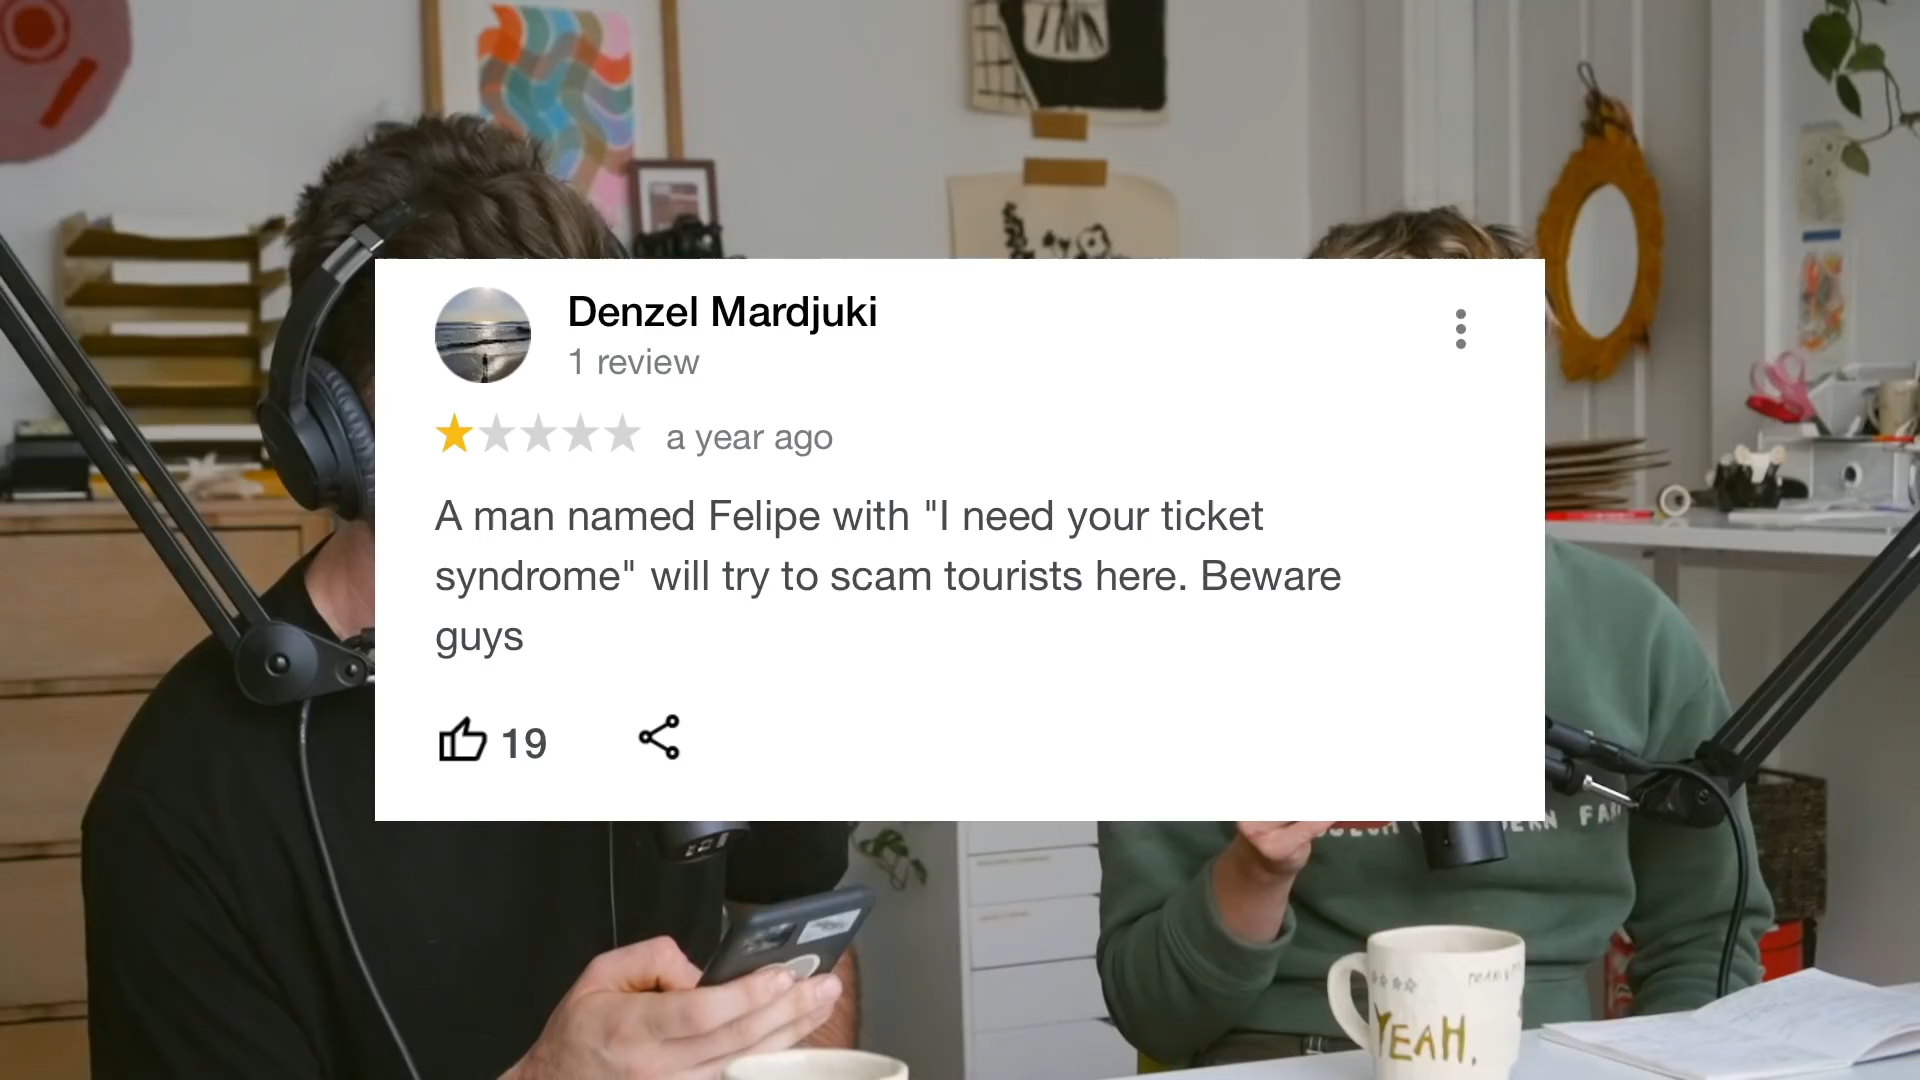 Denzel Mardjuki
1 review
a year ago
A man named Felipe with "I need your ticket
syndrome" will try to scam tourists here. Beware
guys
19
YEAH.